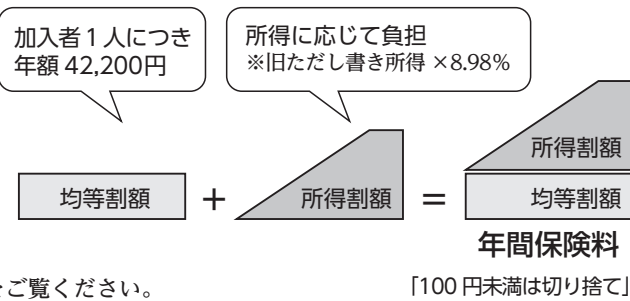 加入者1人につき
年額 42,200円
所得に応じて負担
※旧ただし書き所得 ×8.98%
均等割額
+
所得割額
=
所得割額
均等割額
年間保険料
「100 円未満は切り捨て」
をご覧ください。